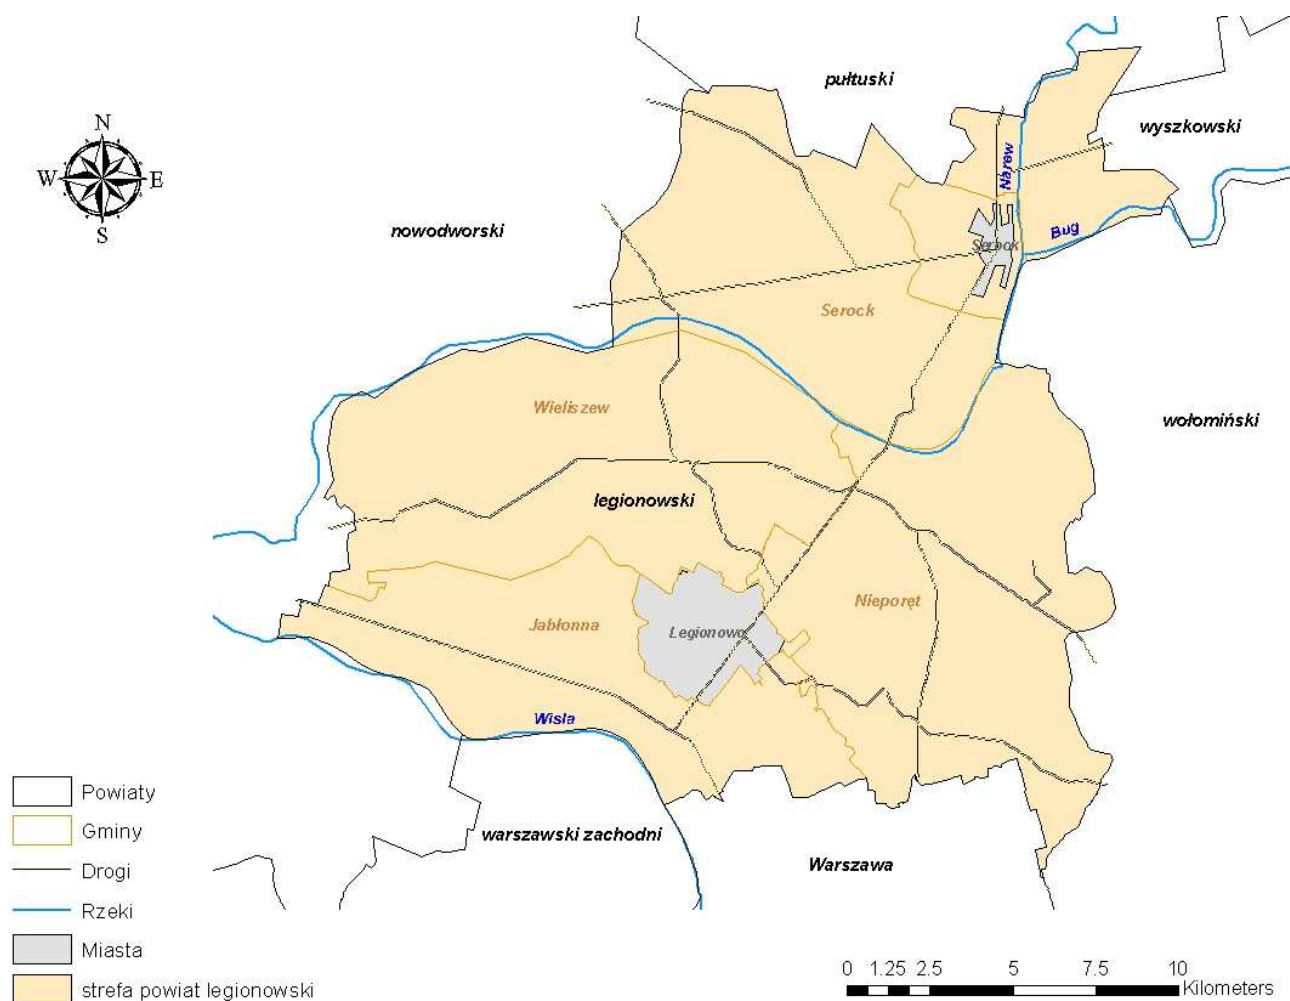 pułtuski
wyszkowski
N
W E
S
Narew
nowodworski
Bug
Serock
Serock
Wieliszew
wołomiński
legionowski
Nieporęt
Jabłonna
Legionowo
Wisla
Powiaty
Gminy
warszawski zachodni
Warszawa
Drogi
Rzeki
Miasta
strefa powiat legionowski
0 1.25 2.5 5 7.5 10
Kilometers